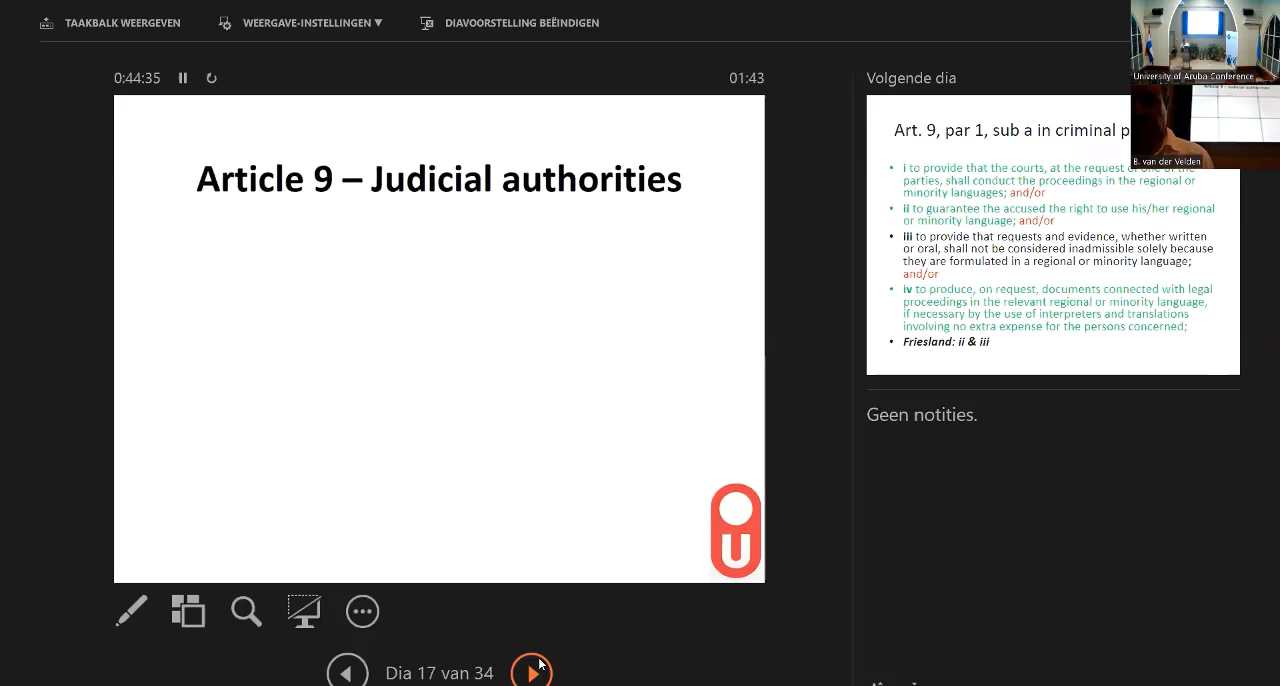 TAAKBALK WEERGEVEN
WEERGAVE-INSTELLINGEN ▼
DIAVOORSTELLING BEËINDIGEN
0:44:35
01:43
Article 9 – Judicial authorities
U
Dia 17 van 34
Volgende dia
Art. 9, par 1, sub a in criminal
• i to provide that the courts, at the request of one of the
parties, shall conduct the proceedings in the regional or
minority languages; and/or
• ii to guarantee the accused the right to use his/her regional
or minority language; and/or
• iii to provide that requests and evidence, whether written
or oral, shall not be considered inadmissible solely because
they are formulated in a regional or minority language;
and/or
• iv to produce, on request, documents connected with legal
proceedings in the relevant regional or minority language,
if necessary by the use of interpreters and translations
involving no extra expense for the persons concerned;
• Friesland: ii & iii
Geen notities.
University of Aruba Conference
Article 9 – Judicial authorities
B. van der Velden